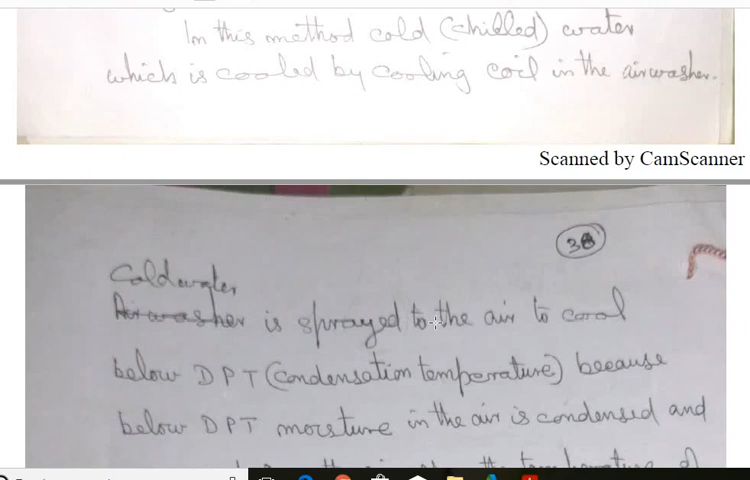 In this method cold (chilled) water
which is cooled by cooling coil in the airwasher.
Scanned by CamScanner
38
Coldwater
Airwasher is sprayed to the air to cool
below DPT (Condensation temperature) because
below DPT moisture in the air is condensed and